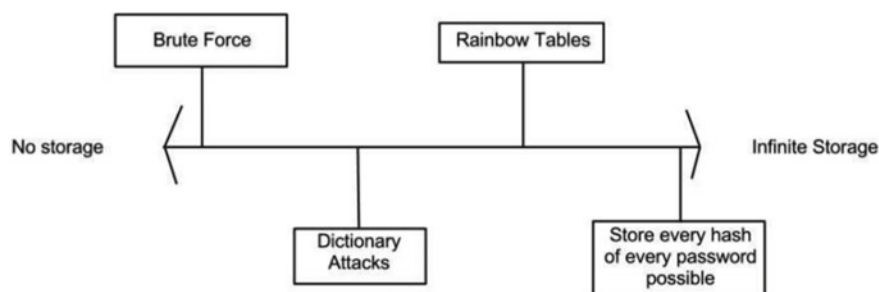 Brute Force
Rainbow Tables
No storage
Infinite Storage
Dictionary
Attacks
Store every hash
of every password
possible